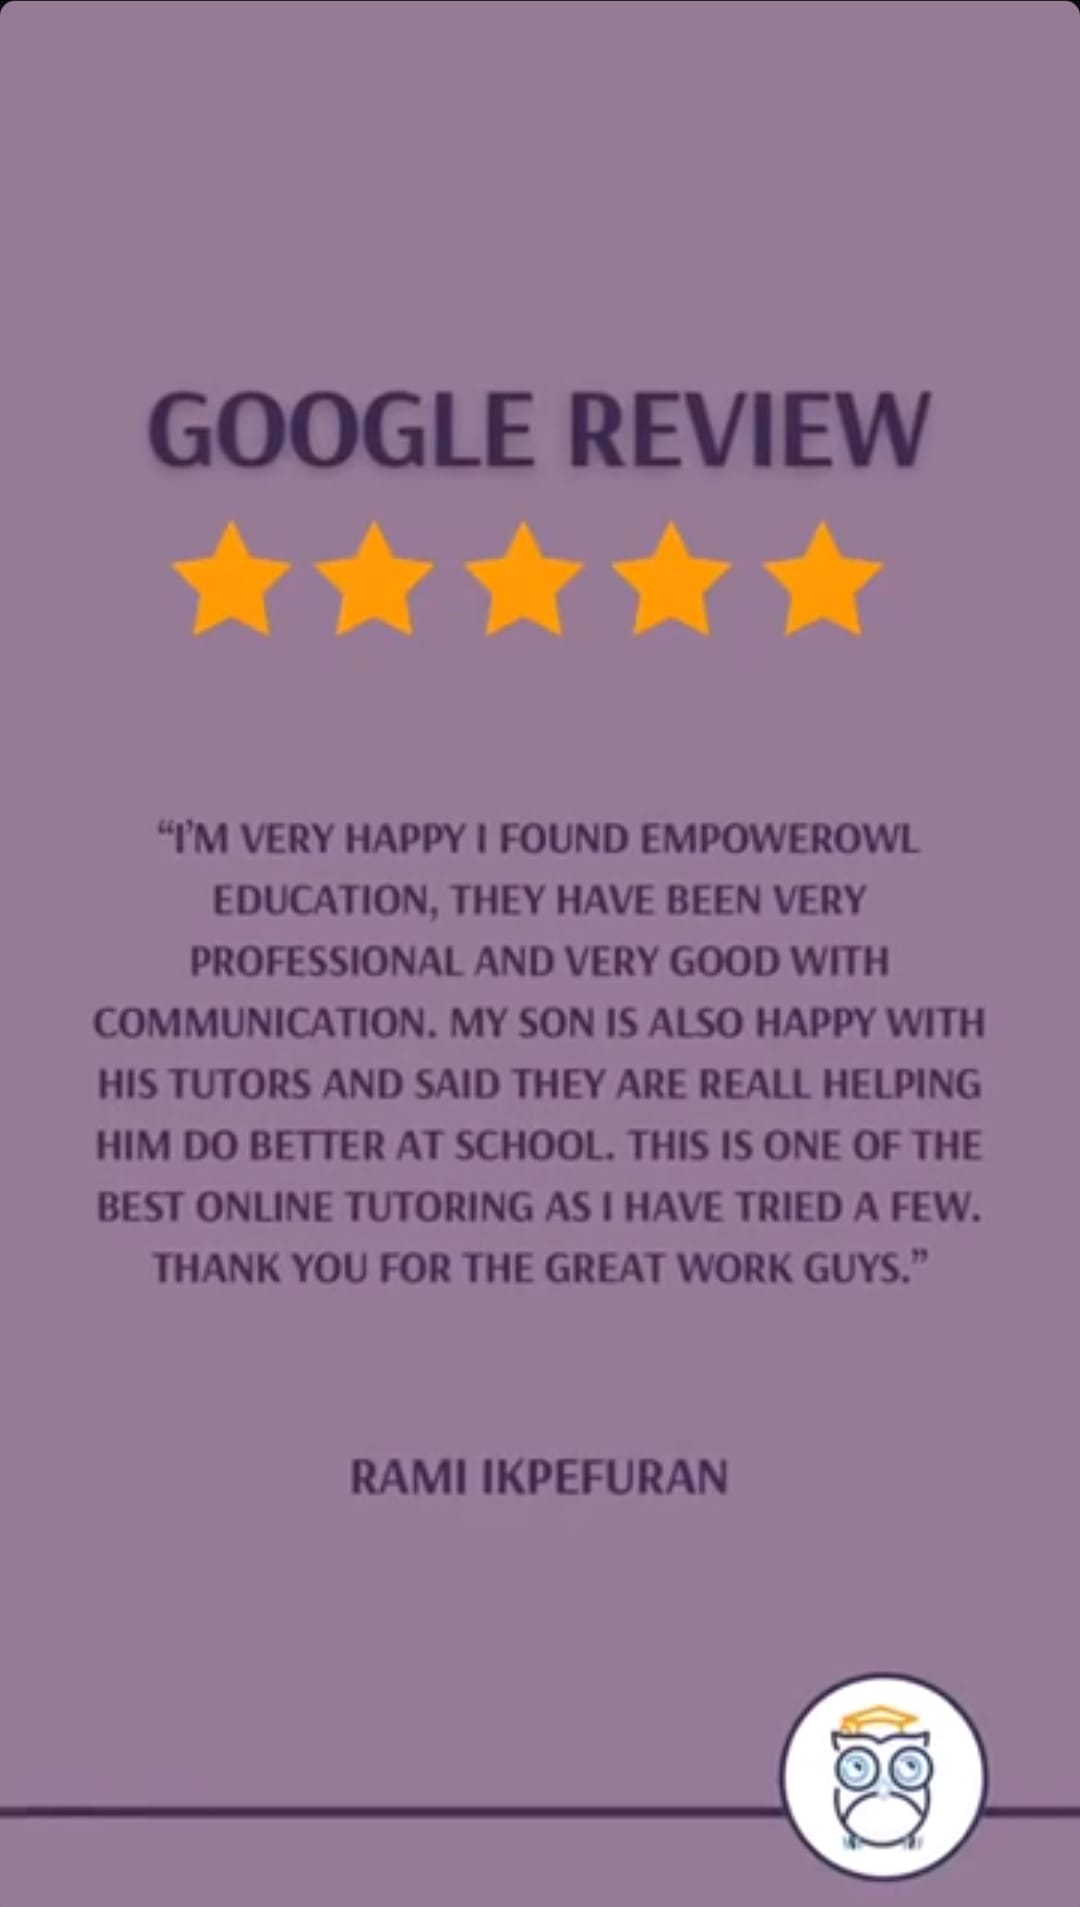 GOOGLE REVIEW
“I’M VERY HAPPY I FOUND EMPOWEROWL
EDUCATION, THEY HAVE BEEN VERY
PROFESSIONAL AND VERY GOOD WITH
COMMUNICATION. MY SON IS ALSO HAPPY WITH
HIS TUTORS AND SAID THEY ARE REALL HELPING
HIM DO BETTER AT SCHOOL. THIS IS ONE OF THE
BEST ONLINE TUTORING AS I HAVE TRIED A FEW.
THANK YOU FOR THE GREAT WORK GUYS.”
RAMI IKPEFURAN